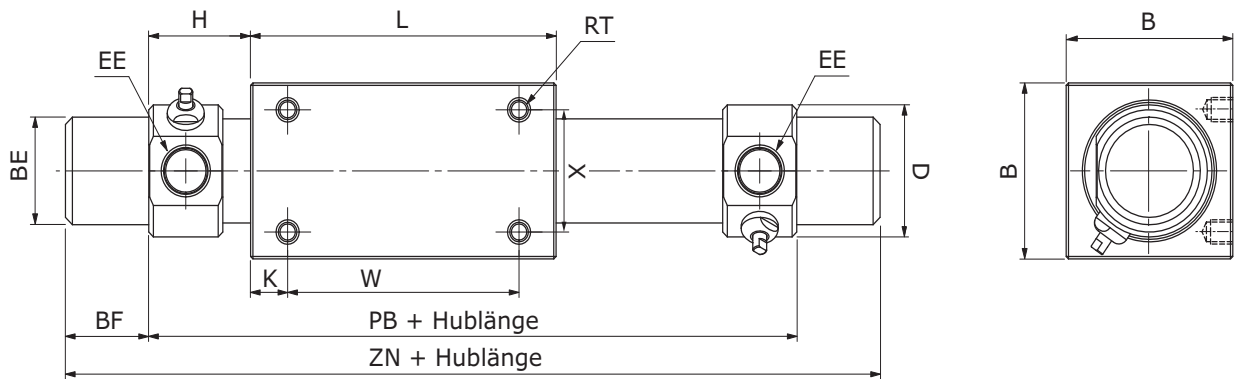 H
L
RT
B
EE
EE
BE
X
D
B
K
W
BF
PB + Hublänge
ZN + Hublänge